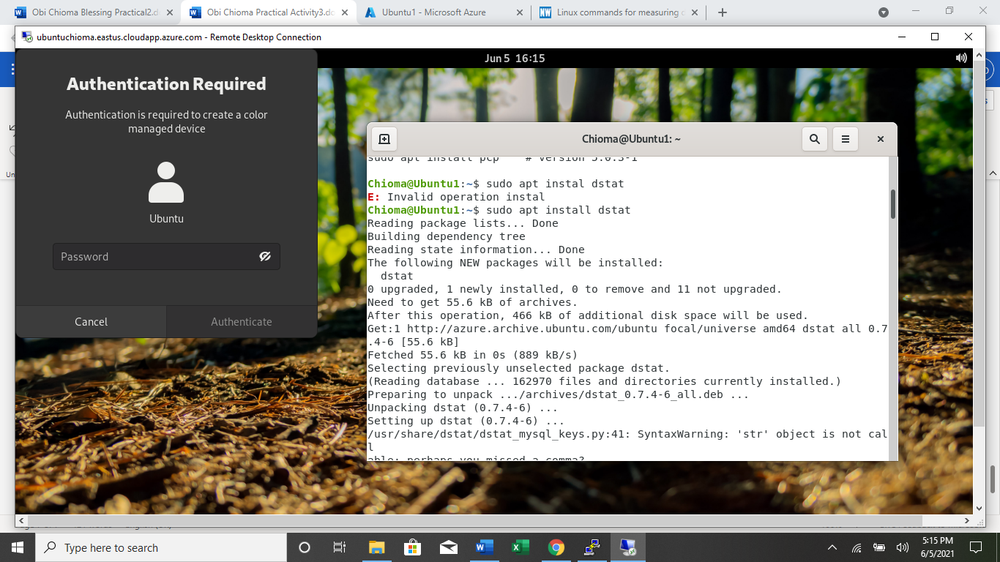 Obi Chioma Blessing Practical2.d
Obi Chioma Practical Activity3.do
Ubuntu1 - Microsoft Azure
NW
Linux commands for measuring
ubuntuchioma.eastus.cloudapp.azure.com - Remote Desktop Connection
Jun 5 16:15
Authentication Required
Authentication is required to create a color
managed device
Ubuntu
Password
Cancel
Authenticate
Chioma@Ubuntu1: ~
sudo apt install pcp # version 5.0.3-1
Chioma@Ubuntu1:~$ sudo apt instal dstat
E: Invalid operation instal
Chioma@Ubuntu1:~$ sudo apt install dstat
Reading package lists... Done
Building dependency tree
Reading state information... Done
The following NEW packages will be installed:
dstat
0 upgraded, 1 newly installed, 0 to remove and 11 not upgraded.
Need to get 55.6 kB of archives.
After this operation, 466 kB of additional disk space will be used.
Get:1 http://azure.archive.ubuntu.com/ubuntu focal/universe amd64 dstat all 0.7
.4-6 [55.6 kB]
Fetched 55.6 kB in 0s (889 kB/s)
Selecting previously unselected package dstat.
(Reading database ... 162970 files and directories currently installed.)
Preparing to unpack .../archives/dstat_0.7.4-6_all.deb ...
Unpacking dstat (0.7.4-6) ...
Setting up dstat (0.7.4-6) ...
/usr/share/dstat/dstat_mysql_keys.py:41: SyntaxWarning: 'str' object is not cal
l
able; perhaps you missed a comma?
Un
Type here to search
5:15 PM
6/5/2021